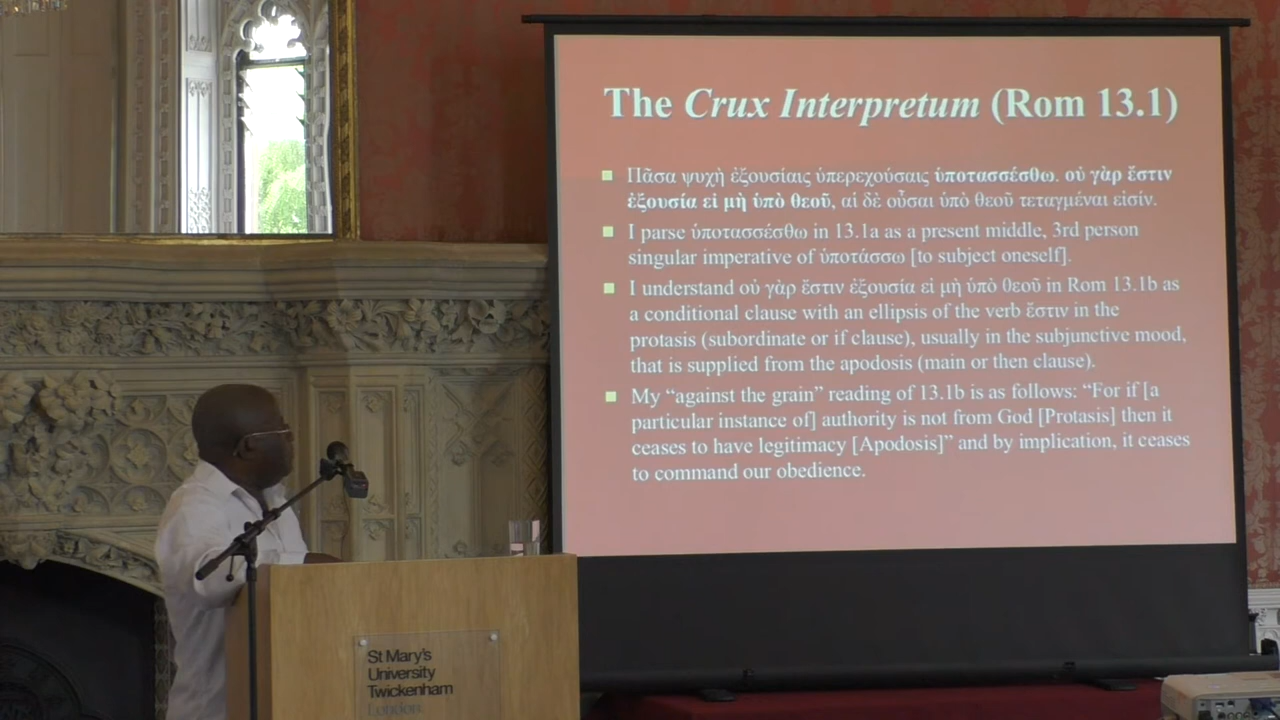 The Crux Interpretum (Rom 13.1)
Πᾶσα ψυχὴ ἐξουσίαις ὑπερεχούσαις ὑποτασσέσθω. οὐ γὰρ ἔστιν
ἐξουσία εἰ μὴ ὑπὸ θεοῦ, αἱ δὲ οὖσαι ὑπὸ θεοῦ τεταγμέναι εἰσίν.
I parse ὑποτασσέσθω in 13.1a as a present middle, 3rd person
singular imperative of ὑποτάσσω [to subject oneself].
I understand οὐ γὰρ ἔστιν ἐξουσία εἰ μὴ ὑπὸ θεοῦ in Rom 13.1b as
a conditional clause with an ellipsis of the verb ἔστιν in the
protasis (subordinate or if clause), usually in the subjunctive mood,
that is supplied from the apodosis (main or then clause).
My “against the grain” reading of 13.1b is as follows: “For if [a
particular instance of] authority is not from God [Protasis] then it
ceases to have legitimacy [Apodosis]” and by implication, it ceases
to command our obedience.
St Mary's
University
Twickenham
London